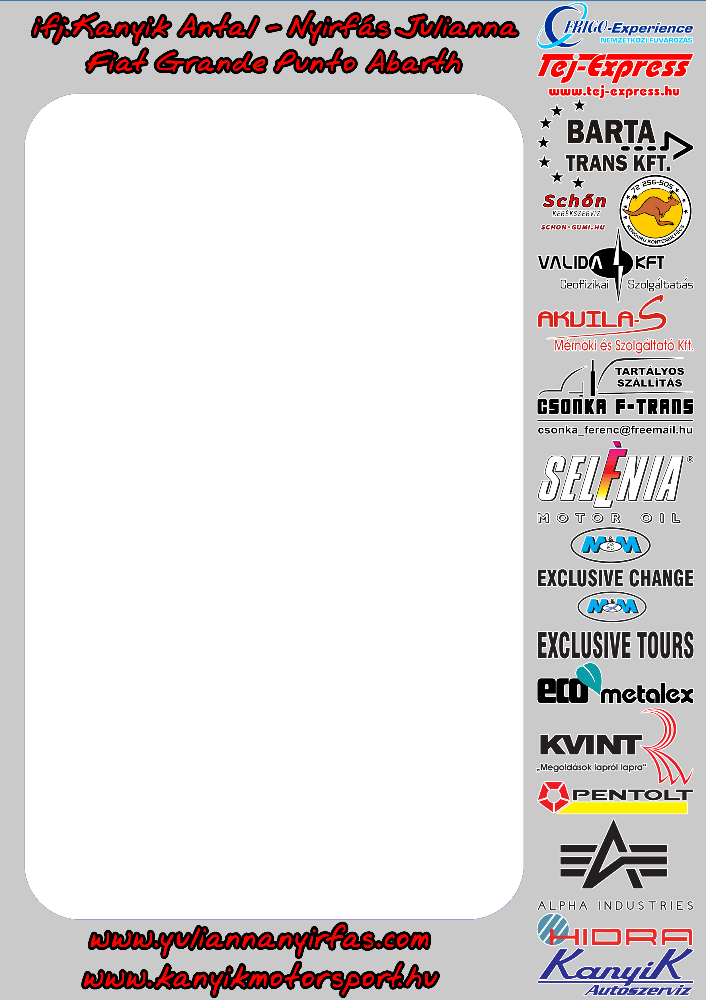 ifj.Kanyik Antal - Nyirfás Julianna
Fiat Grande Punto Abarth
FRIGO-Experience
NEMZETKÖZI FUVAROZÁS
Tej-Express
www.tej-express.hu
BARTA
TRANS KFT.
Schőn
KERÉKSZERVIZ
SCHON-GUMI.HU
72/256-505
KENGURU KONTÉNER PÉCS
VALIDA KFT
Geofizikai Szolgáltatás
AKVILA-S
Mérnöki és Szolgáltató Kft.
TARTÁLYOS
SZÁLLÍTÁS
CSONKA F-TRANS
csonka_ferenc@freemail.hu
SELÈNIA®
MOTOR OIL
M&M
$
EXCLUSIVE CHANGE
M&M
EXCLUSIVE TOURS
eco metalex
KVINT R
„Megoldások lapról lapra“
PENTOLT
ALPHA INDUSTRIES
HIDRA
KanyiK
Autószerviz
www.yuliannanyirfas.com
www.kanyikmotorsport.hu